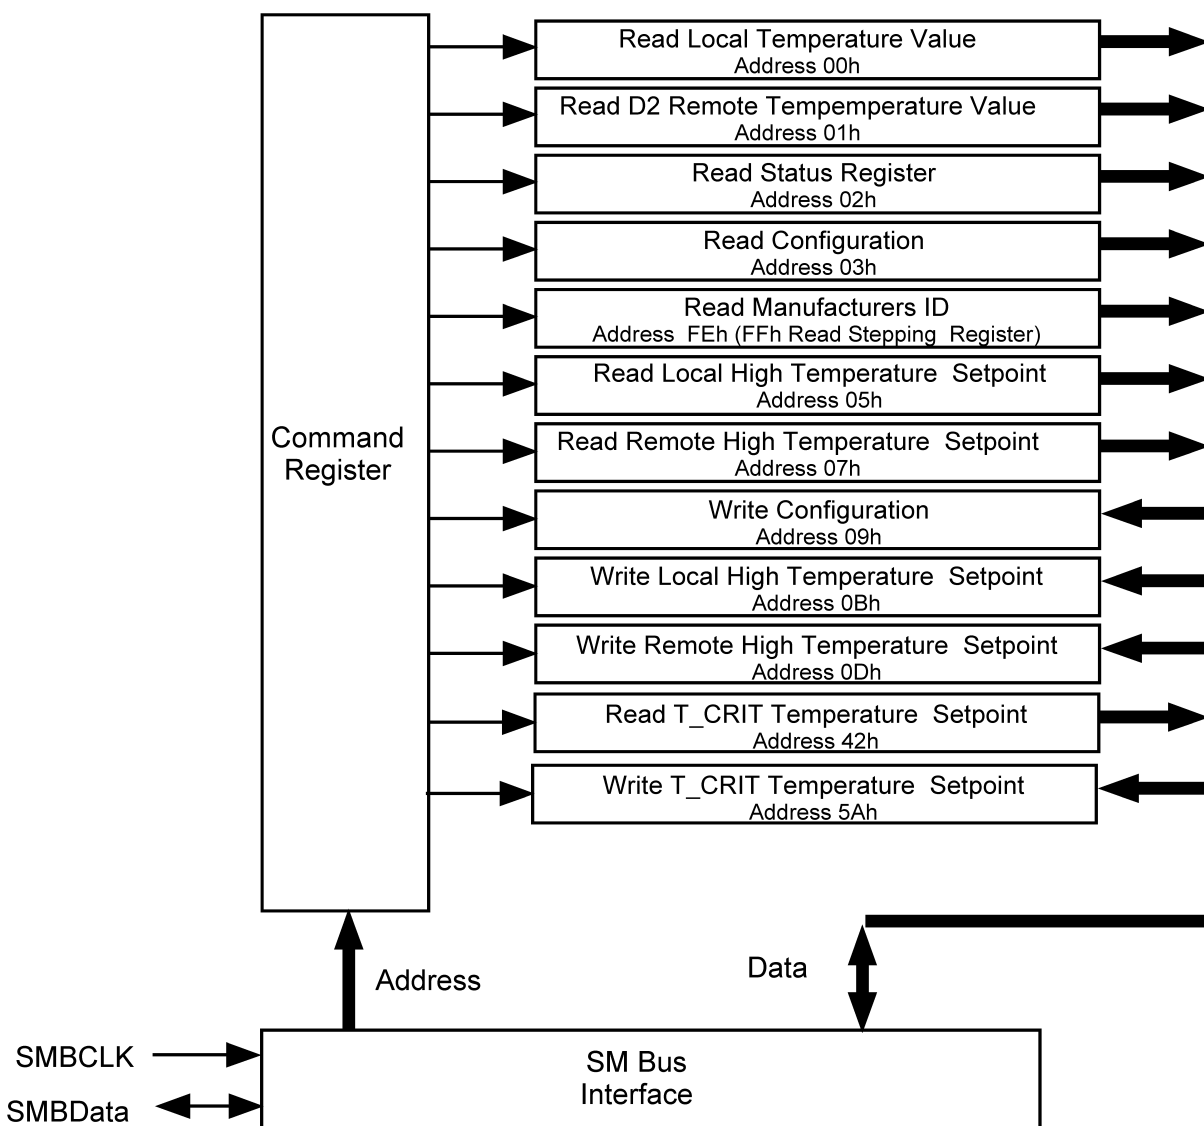 Read Local Temperature Value
Address 00h
Read D2 Remote Tempemperature Value
Address 01h
Read Status Register
Address 02h
Read Configuration
Address 03h
Read Manufacturers ID
Address  FEh (FFh Read Stepping  Register)
Read Local High Temperature  Setpoint
Address 05h
Read Remote High Temperature  Setpoint
Address 07h
Write Configuration
Address 09h
Write Local High Temperature  Setpoint
Address 0Bh
Write Remote High Temperature  Setpoint
Address 0Dh
Read T_CRIT Temperature  Setpoint
Address 42h
Write T_CRIT Temperature  Setpoint
Address 5Ah
Command
Register
Address
Data
SMBCLK
SMBData
SM Bus
Interface